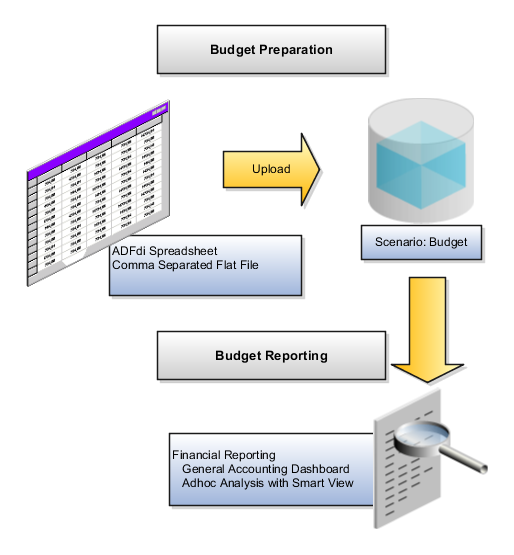 Budget Preparation
Upload
ADFdi Spreadsheet
Comma Separated Flat File
Scenario: Budget
Budget Reporting
Financial Reporting
General Accounting Dashboard
Adhoc Analysis with Smart View